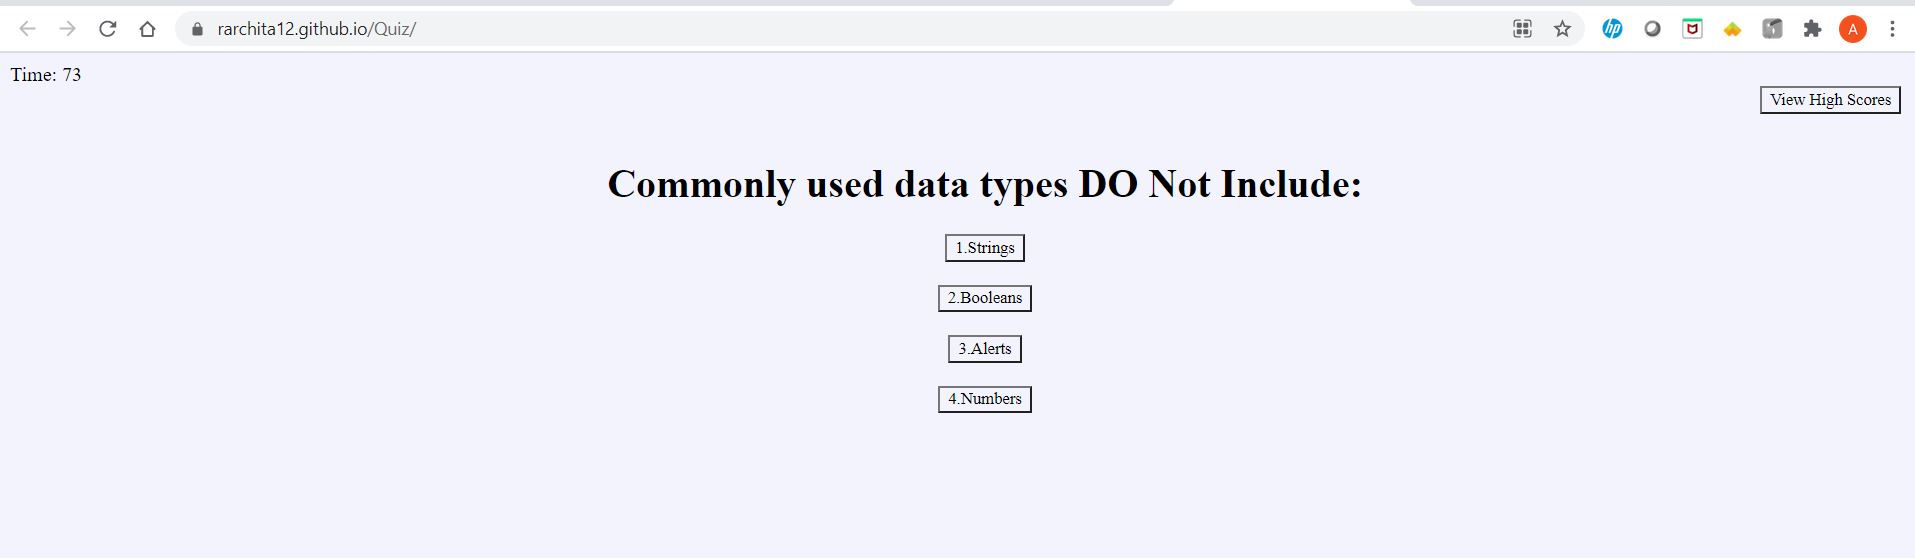 rarchita12.github.io/Quiz/
hp
A
Time: 73
View High Scores
Commonly used data types DO Not Include:
1.Strings
2.Booleans
3.Alerts
4.Numbers